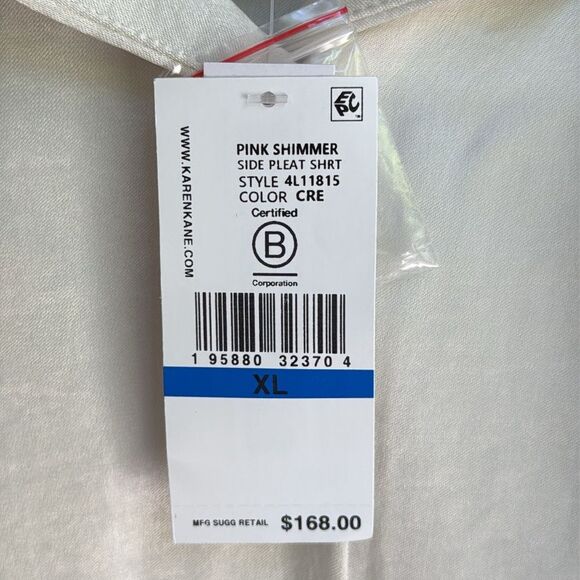 EPC
WWW.KARENKANE.COM
PINK SHIMMER
SIDE PLEAT SHRT
STYLE 4L11815
COLOR CRE
Certified
B
Corporation
1 95880 32370 4
XL
MFG SUGG RETAIL $168.00